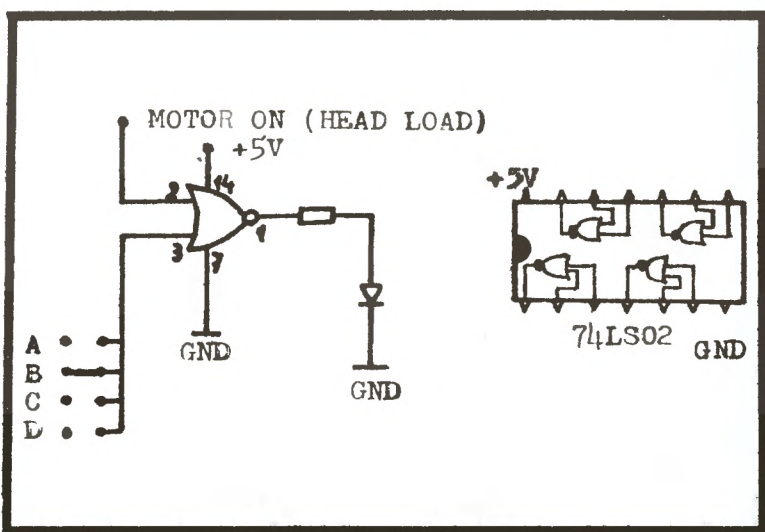 MOTOR ON (HEAD LOAD)
+5V
2
14
1
3
7
GND
GND
A
B
C
D
+5V
74LS02
GND